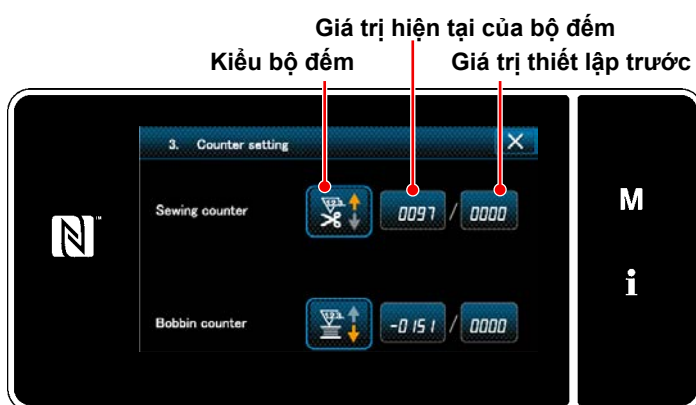 Giá trị hiện tại của bộ đếm
Kiểu bộ đếm Giá trị thiết lập trước
3. Counter setting
Sewing counter 0097 / 0000
M
i
Bobbin counter -0151 / 0000